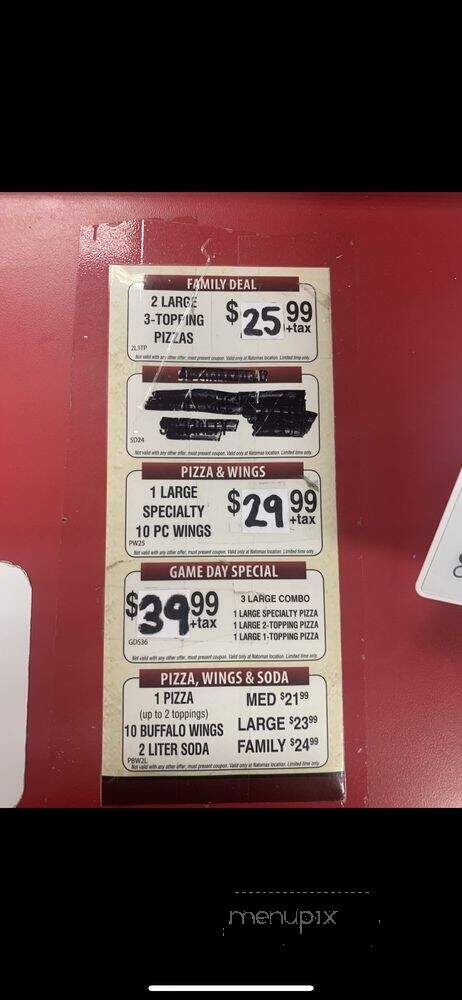 FAMILY DEAL
2 LARGE
3-TOPPING
PIZZAS
$25.99
+tax
2L3TP
Not valid with any other offer, must present coupon. Valid only at Natomas location. Limited time only.
SD24
Not valid with any other offer, must present coupon. Valid only at Natomas location. Limited time only.
PIZZA & WINGS
1 LARGE
SPECIALTY
10 PC WINGS
$29.99
+tax
PW25
Not valid with any other offer, must present coupon. Valid only at Natomas location. Limited time only.
GAME DAY SPECIAL
$39.99
+tax
GDS36
3 LARGE COMBO
1 LARGE SPECIALTY PIZZA
1 LARGE 2-TOPPING PIZZA
1 LARGE 1-TOPPING PIZZA
Not valid with any other offer, must present coupon. Valid only at Natomas location. Limited time only.
PIZZA, WINGS & SODA
1 PIZZA
(up to 2 toppings)
10 BUFFALO WINGS
2 LITER SODA
MED $21.99
LARGE $23.99
FAMILY $24.99
PBW2L
Not valid with any other offer, must present coupon. Valid only at Natomas location. Limited time only.
menupix